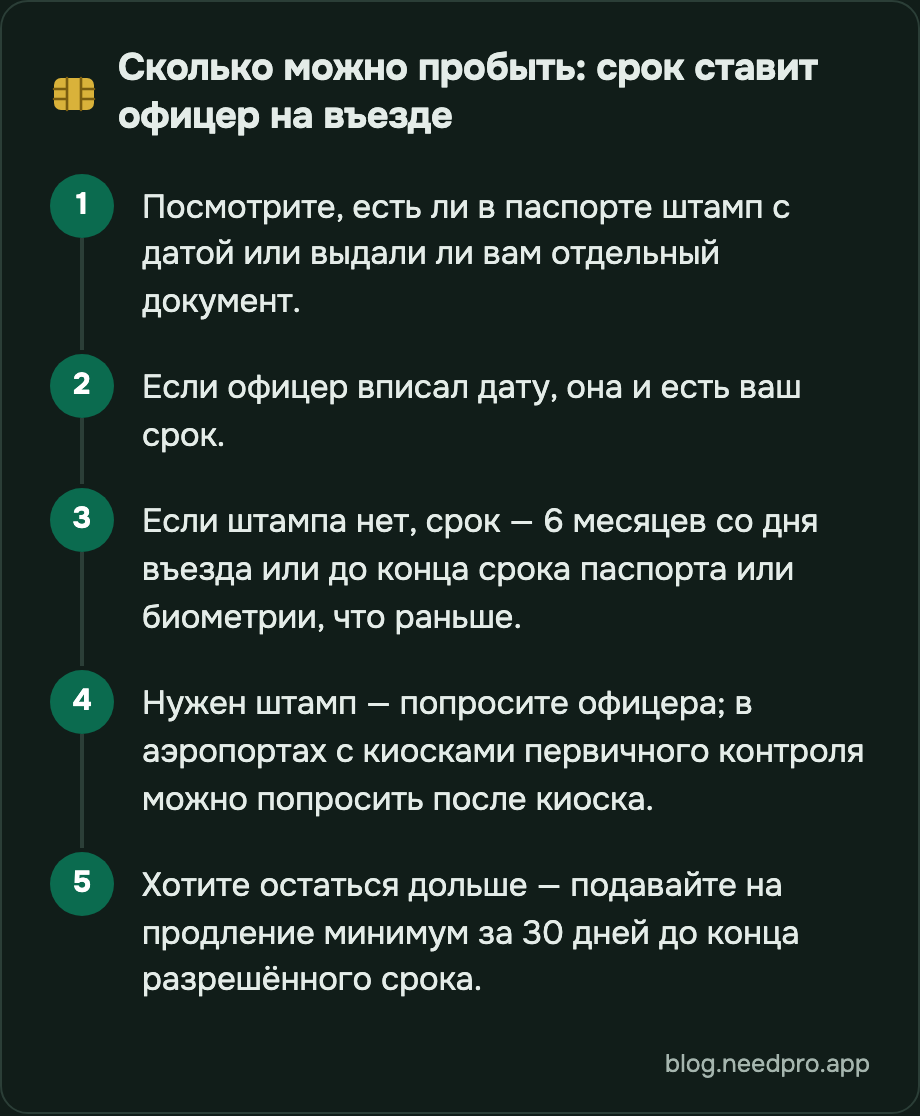 Сколько можно пробыть: срок ставит
офицер на въезде
1
Посмотрите, есть ли в паспорте штамп с
датой или выдали ли вам отдельный
документ.
2
Если офицер вписал дату, она и есть ваш
срок.
3
Если штампа нет, срок — 6 месяцев со дня
въезда или до конца срока паспорта или
биометрии, что раньше.
4
Нужен штамп — попросите офицера; в
аэропортах с киосками первичного контроля
можно попросить после киоска.
5
Хотите остаться дольше — подавайте на
продление минимум за 30 дней до конца
разрешённого срока.
blog.needpro.app